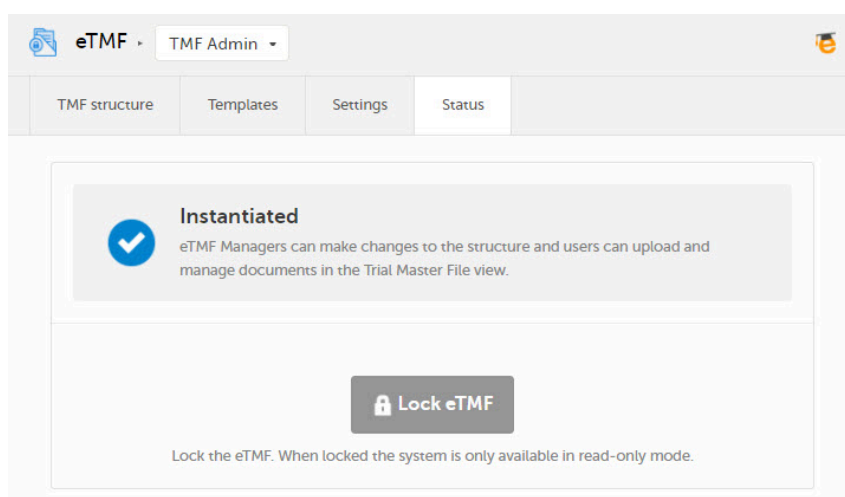 eTMF
TMF Admin
TMF structure
Templates
Settings
Status
Instantiated
eTMF Managers can make changes to the structure and users can upload and
manage documents in the Trial Master File view.
Lock eTMF
Lock the eTMF. When locked the system is only available in read-only mode.